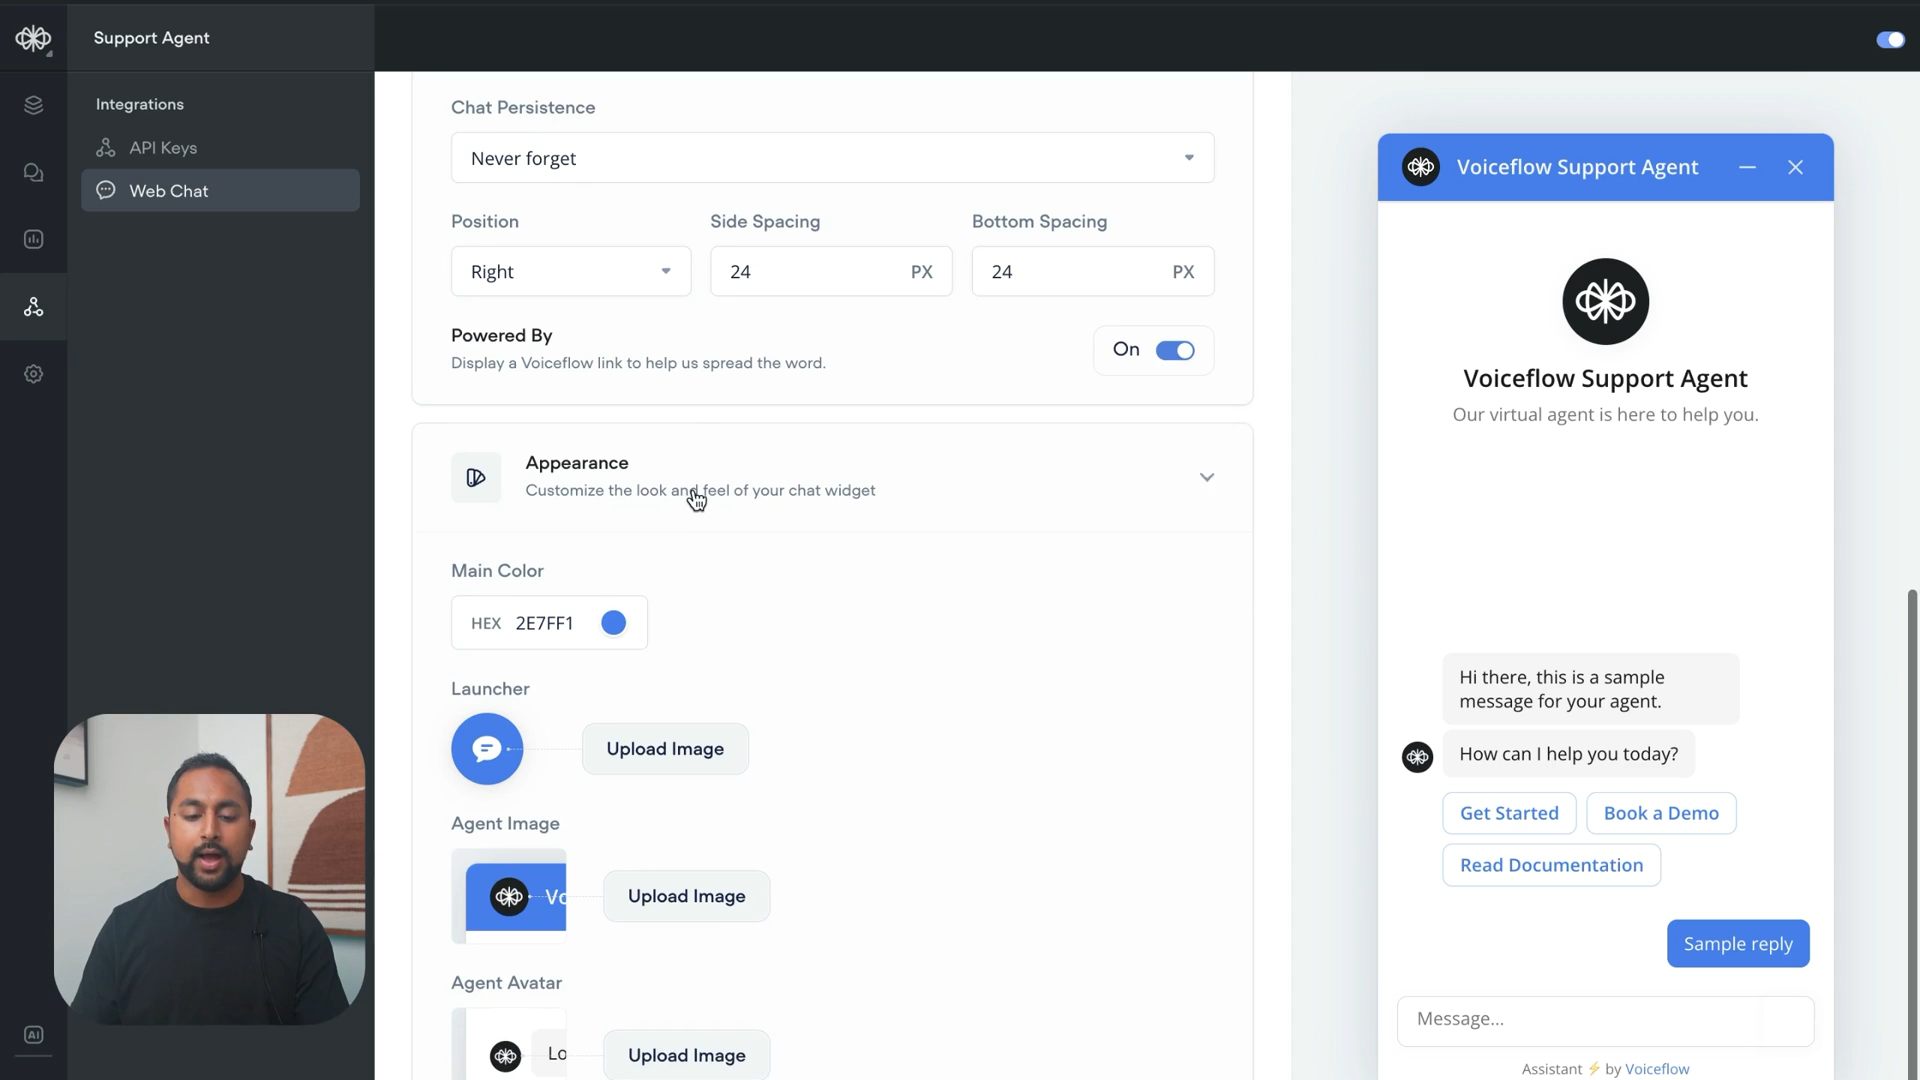 Support Agent
Integrations
API Keys
Web Chat
Chat Persistence
Never forget
Position
Side Spacing
Bottom Spacing
Right
24 PX
24 PX
Powered By
Display a Voiceflow link to help us spread the word.
On
Appearance
Customize the look and feel of your chat widget
Main Color
HEX 2E7FF1
Launcher
Upload Image
Agent Image
Vo
Upload Image
Agent Avatar
Lo
Upload Image
AI
Voiceflow Support Agent
Voiceflow Support Agent
Our virtual agent is here to help you.
Hi there, this is a sample
message for your agent.
How can I help you today?
Get Started
Book a Demo
Read Documentation
Sample reply
Message...
Assistant ⚡ by Voiceflow